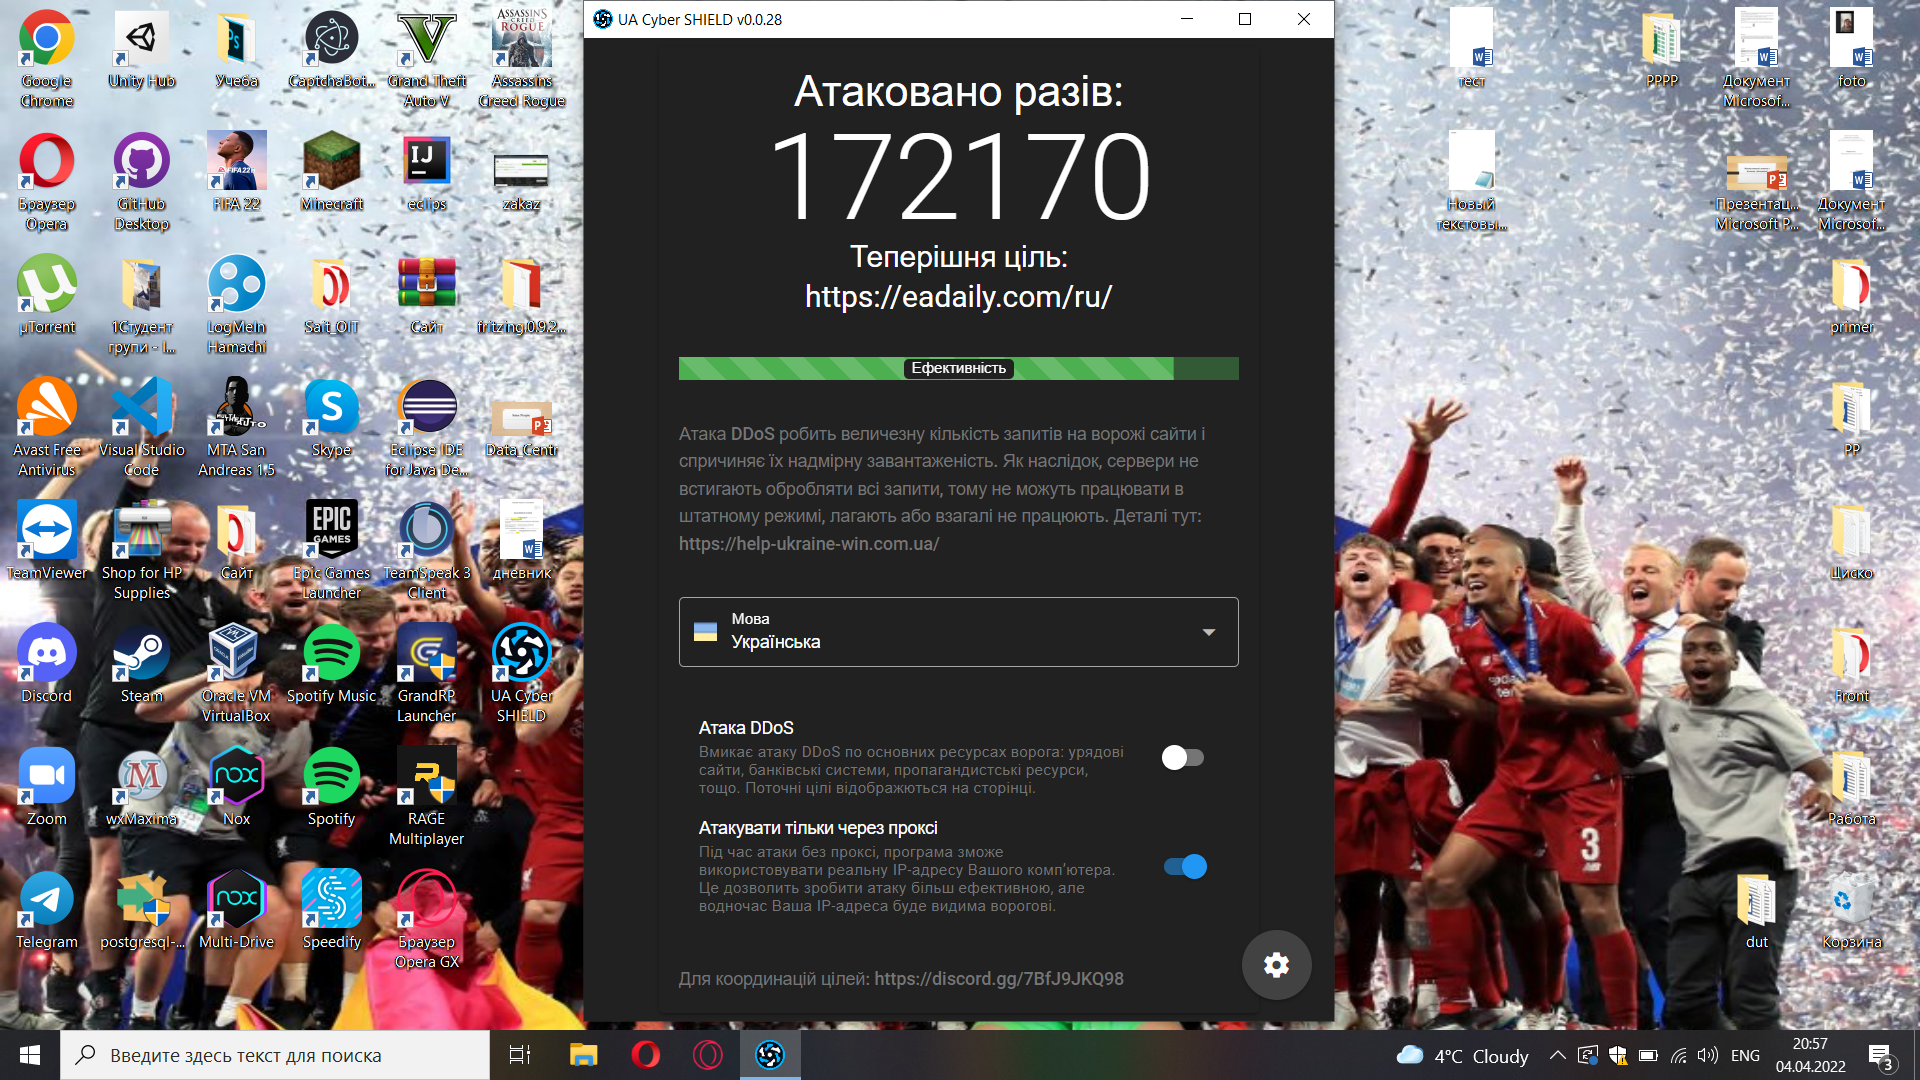 UA Cyber SHIELD v0.0.28
Атаковано разів:
172170
Теперішня ціль:
https://eadaily.com/ru/
Ефективність
Атака DDoS робить величезну кількість запитів на ворожі сайти і
спричиняє їх надмірну завантаженість. Як наслідок, сервери не
встигають обробляти всі запити, тому не можуть працювати в
штатному режимі, лагають або взагалі не працюють. Деталі тут:
https://help-ukraine-win.com.ua/
Мова
Українська
Атака DDoS
Вмикає атаку DDoS по основних ресурсах ворога: урядові
сайти, банківські системи, пропагандистські ресурси,
тощо. Поточні цілі відображються на сторінці.
Атакувати тільки через проксі
Під час атаки без проксі, програма зможе
використовувати реальну IP-адресу Вашого комп'ютера.
Це дозволить зробити атаку більш ефективною, але
водночас Ваша IP-адреса буде видима ворогові.
Для координацій цілей: https://discord.gg/7BfJ9JKQ98
Google
Chrome
Unity Hub
Учеба
CaptchaBot...
Grand Theft
Auto V
Assassins
Creed Rogue
Браузер
Opera
GitHub
Desktop
FIFA 22
Minecraft
eclips
zakaz
µTorrent
1Студент
групи - І...
LogMeIn
Hamachi
Sait_OIT
Сайт
fritzing.0.9.2...
Avast Free
Antivirus
Visual Studio
Code
MTA San
Andreas 1.5
Skype
Eclipse IDE
for Java De...
Data_Centr
TeamViewer
Shop for HP
Supplies
Сайт
EPIC
GAMES
Epic Games
Launcher
TeamSpeak 3
Client
дневник
Discord
Steam
Oracle VM
VirtualBox
Spotify Music
GrandRP
Launcher
UA Cyber
SHIELD
Zoom
wxMaxima
Nox
Spotify
RAGE
Multiplayer
Telegram
postgresql-...
Multi-Drive
Speedify
Браузер
Opera GX
тест
PPPP
Документ
Microsof...
foto
Новый
текстовы...
Презентац...
Microsoft P...
Документ
Microsof...
primer
PP
Циско
Front
Работа
dut
Корзина
3
Введите здесь текст для поиска
4°C Cloudy
ENG
20:57
04.04.2022
3